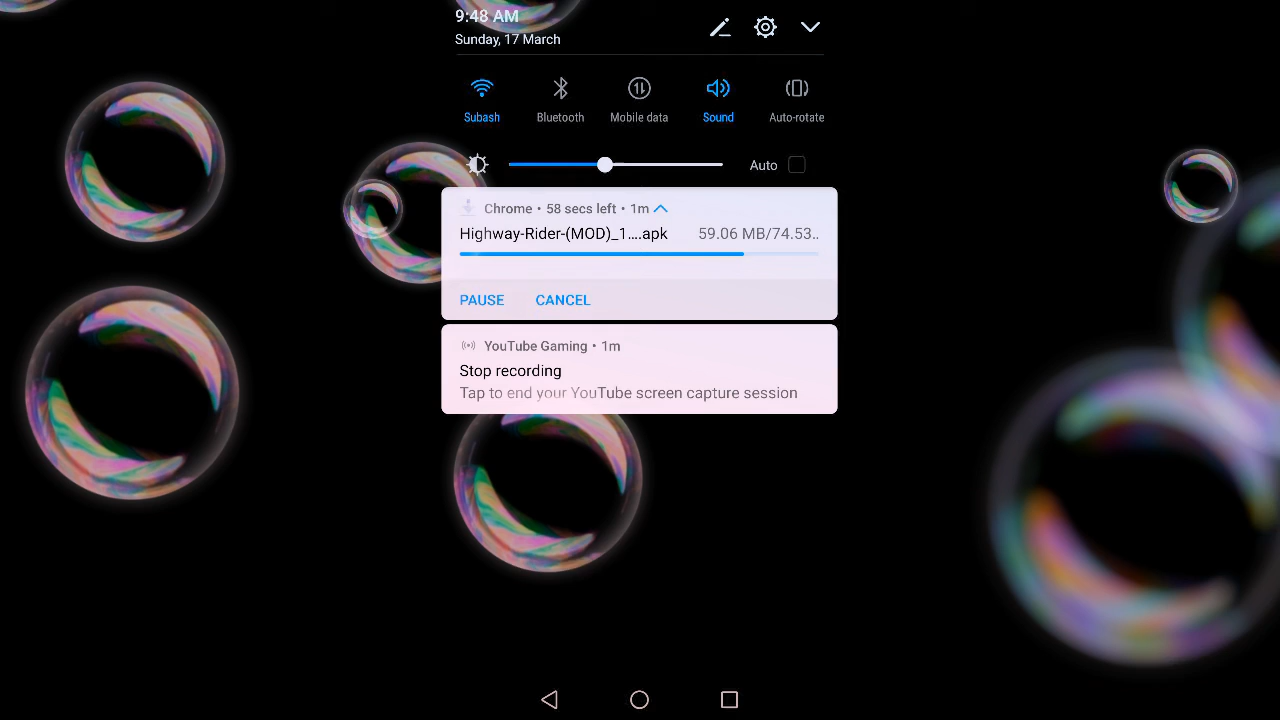 9:48 AM
Sunday, 17 March
Subash Bluetooth Mobile data Sound Auto-rotate
Auto
Chrome • 58 secs left • 1m
Highway-Rider-(MOD)_1....apk 59.06 MB/74.53..
PAUSE CANCEL
YouTube Gaming • 1m
Stop recording
Tap to end your YouTube screen capture session